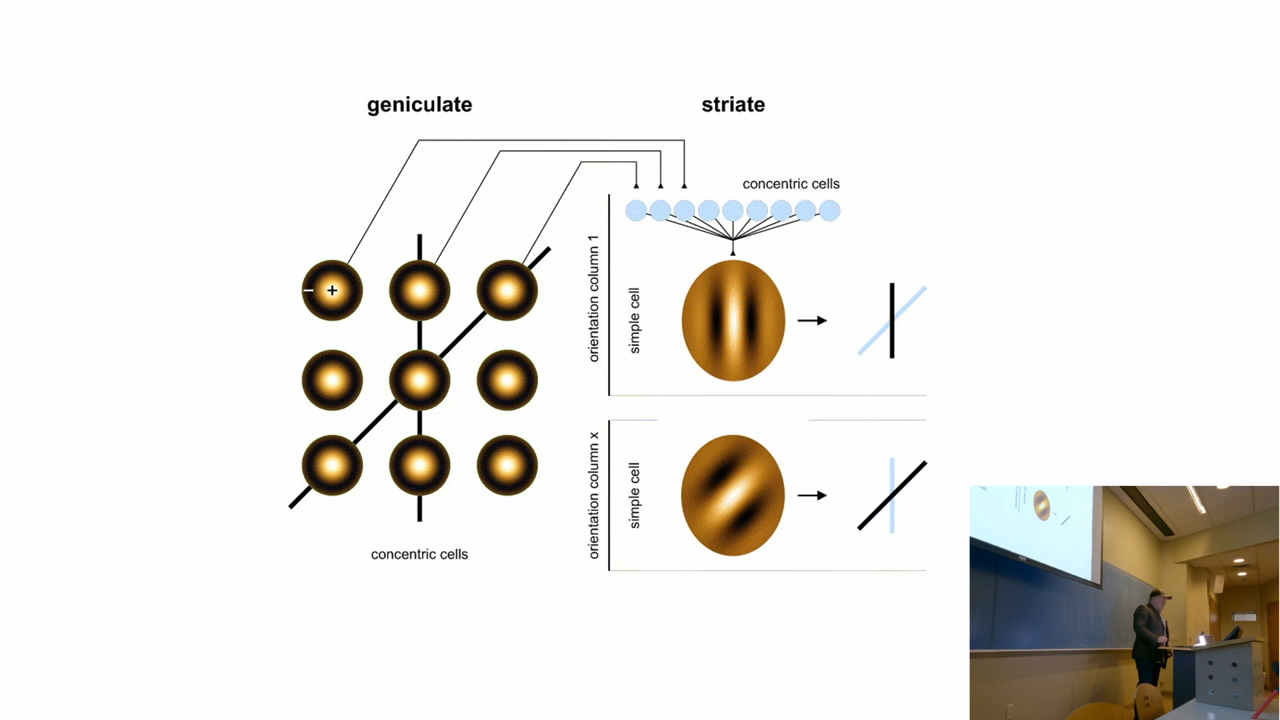 geniculate
striate
concentric cells
orientation column 1
simple cell
− +
orientation column x
simple cell
concentric cells